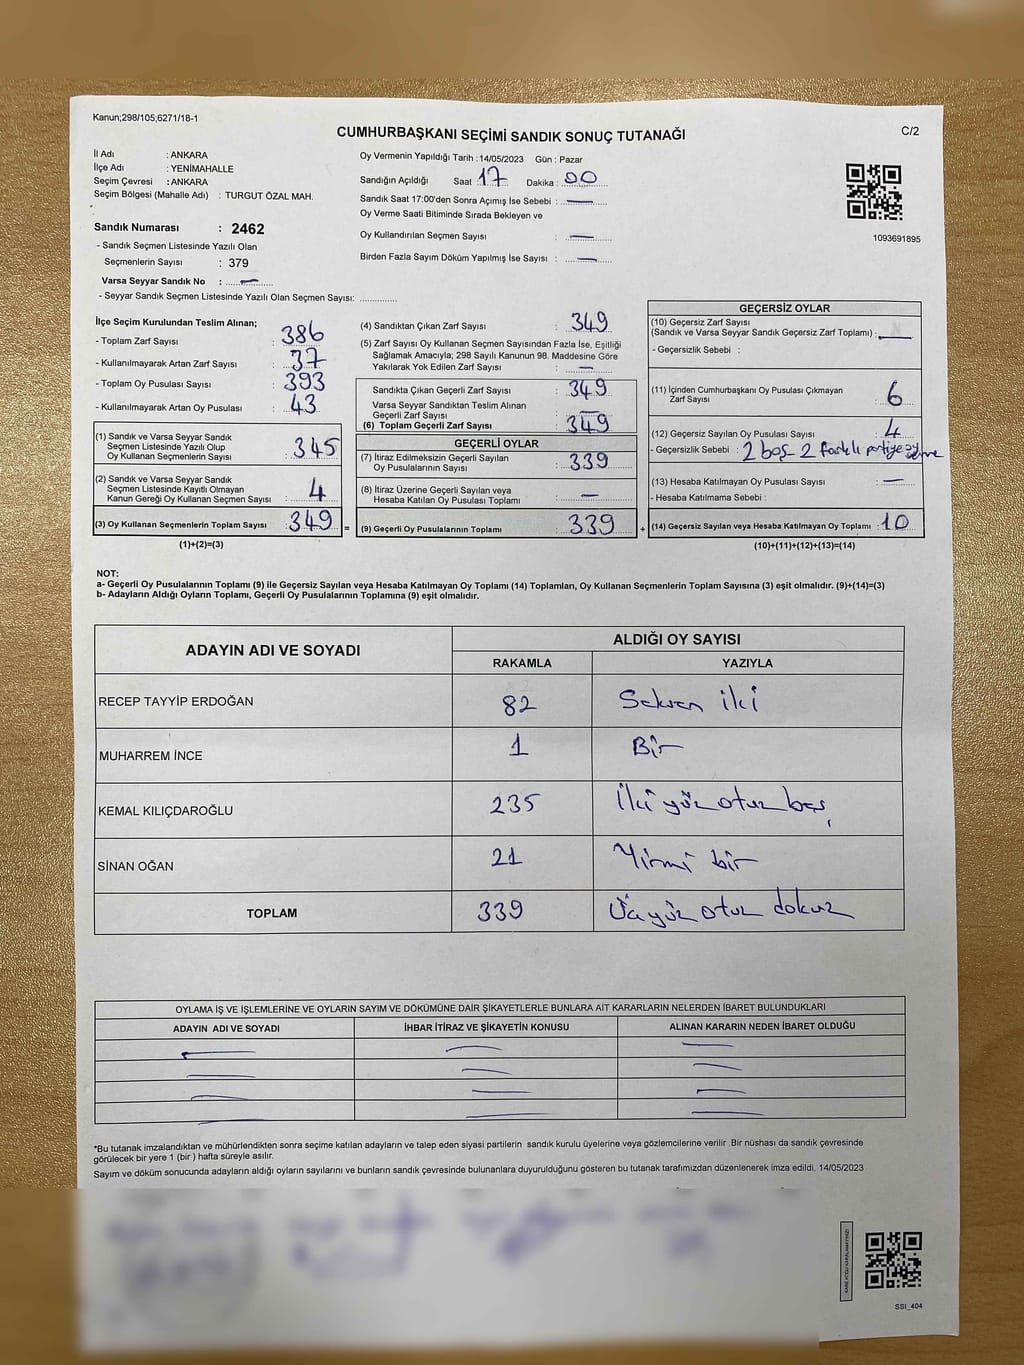 Kanun;298/105;6271/18-1
CUMHURBAŞKANI SEÇİMİ SANDIK SONUÇ TUTANAĞI
C/2
İl Adı : ANKARA
İlçe Adı : YENİMAHALLE
Seçim Çevresi : ANKARA
Seçim Bölgesi (Mahalle Adı) : TURGUT ÖZAL MAH.
Sandık Numarası : 2462
- Sandık Seçmen Listesinde Yazılı Olan
Seçmenlerin Sayısı : 379
Varsa Seyyar Sandık No : —
- Seyyar Sandık Seçmen Listesinde Yazılı Olan Seçmen Sayısı: ..............
Oy Vermenin Yapıldığı Tarih : 14/05/2023 Gün : Pazar
Sandığın Açıldığı Saat : 17 Dakika : 00
Sandık Saat 17:00'den Sonra Açımış İse Sebebi : —
Oy Verme Saati Bitiminde Sırada Bekleyen ve
Oy Kullandırılan Seçmen Sayısı : —
Birden Fazla Sayım Döküm Yapılmış İse Sayısı : —
1093691895
İlçe Seçim Kurulundan Teslim Alınan;
- Toplam Zarf Sayısı : 386
- Kullanılmayarak Artan Zarf Sayısı : 37
- Toplam Oy Pusulası Sayısı : 393
- Kullanılmayarak Artan Oy Pusulası : 43
(1) Sandık ve Varsa Seyyar Sandık
Seçmen Listesinde Yazılı Olup
Oy Kullanan Seçmenlerin Sayısı : 345
(2) Sandık ve Varsa Seyyar Sandık
Seçmen Listesinde Kayıtlı Olmayan
Kanun Gereği Oy Kullanan Seçmen Sayısı : 4
(3) Oy Kullanan Seçmenlerin Toplam Sayısı : 349 =
(1)+(2)=(3)
(4) Sandıktan Çıkan Zarf Sayısı : 349
(5) Zarf Sayısı Oy Kullanan Seçmen Sayısından Fazla İse, Eşitliği
Sağlamak Amacıyla; 298 Sayılı Kanunun 98. Maddesine Göre
Yakılarak Yok Edilen Zarf Sayısı : —
Sandıkta Çıkan Geçerli Zarf Sayısı : 349
Varsa Seyyar Sandıktan Teslim Alınan
Geçerli Zarf Sayısı : —
(6) Toplam Geçerli Zarf Sayısı : 349
GEÇERLİ OYLAR
(7) İtiraz Edilmeksizin Geçerli Sayılan
Oy Pusulalarının Sayısı : 339
(8) İtiraz Üzerine Geçerli Sayılan veya
Hesaba Katılan Oy Pusulası Toplamı : —
(9) Geçerli Oy Pusulalarının Toplamı : 339 +
GEÇERSİZ OYLAR
(10) Geçersiz Zarf Sayısı
(Sandık ve Varsa Seyyar Sandık Geçersiz Zarf Toplamı) : —
- Geçersizlik Sebebi :
(11) İçinden Cumhurbaşkanı Oy Pusulası Çıkmayan
Zarf Sayısı : 6
(12) Geçersiz Sayılan Oy Pusulası Sayısı : 4
- Geçersizlik Sebebi : 2 boş 2 farklı partiye
(13) Hesaba Katılmayan Oy Pusulası Sayısı : —
- Hesaba Katılmama Sebebi :
(14) Geçersiz Sayılan veya Hesaba Katılmayan Oy Toplamı : 10
(10)+(11)+(12)+(13)=(14)
NOT:
a- Geçerli Oy Pusulalarının Toplamı (9) ile Geçersiz Sayılan veya Hesaba Katılmayan Oy Toplamı (14) Toplamları, Oy Kullanan Seçmenlerin Toplam Sayısına (3) eşit olmalıdır. (9)+(14)=(3)
b- Adayların Aldığı Oyların Toplamı, Geçerli Oy Pusulalarının Toplamına (9) eşit olmalıdır.
ADAYIN ADI VE SOYADI
ALDIĞI OY SAYISI
RAKAMLA YAZIYLA
RECEP TAYYİP ERDOĞAN 82 Seksen iki
MUHARREM İNCE 1 Bir
KEMAL KILIÇDAROĞLU 235 İki yüz otuz beş
SİNAN OĞAN 21 Yirmi bir
TOPLAM 339 Üç yüz otuz dokuz
OYLAMA İŞ VE İŞLEMLERİNE VE OYLARIN SAYIM VE DÖKÜMÜNE DAİR ŞİKAYETLERLE BUNLARA AİT KARARLARIN NELERDEN İBARET BULUNDUKLARI
ADAYIN ADI VE SOYADI İHBAR İTİRAZ VE ŞİKAYETİN KONUSU ALINAN KARARIN NEDEN İBARET OLDUĞU
*Bu tutanak imzalandıktan ve mühürlendikten sonra seçime katılan adayların ve talep eden siyasi partilerin sandık kurulu üyelerine veya gözlemcilerine verilir .Bir nüshası da sandık çevresinde
görülecek bir yere 1 (bir ) hafta süreyle asılır.
Sayım ve döküm sonucunda adayların aldığı oyların sayılarını ve bunların sandık çevresinde bulunanlara duyurulduğunu gösteren bu tutanak tarafımızdan düzenlenerek imza edildi. 14/05/2023
SSI_404